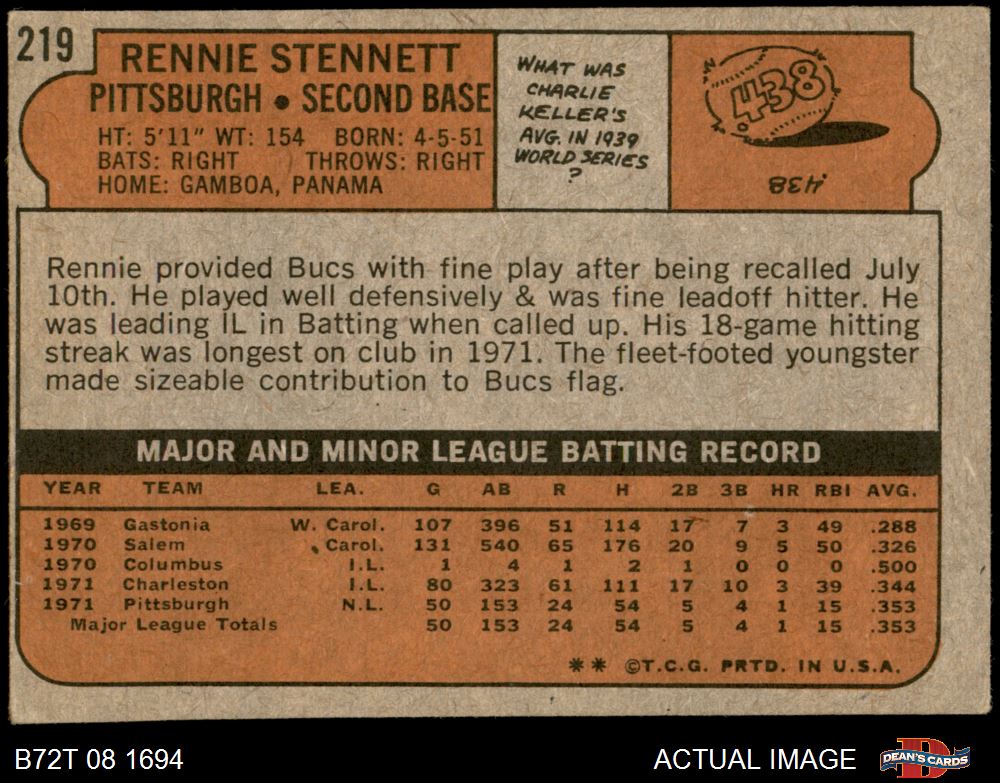 219
RENNIE STENNETT
PITTSBURGH • SECOND BASE
HT: 5'11" WT: 154 BORN: 4-5-51
BATS: RIGHT THROWS: RIGHT
HOME: GAMBOA, PANAMA
WHAT WAS
CHARLIE
KELLER'S
AVG. IN 1939
WORLD SERIES
?
.438
.438
Rennie provided Bucs with fine play after being recalled July
10th. He played well defensively & was fine leadoff hitter. He
was leading IL in Batting when called up. His 18-game hitting
streak was longest on club in 1971. The fleet-footed youngster
made sizeable contribution to Bucs flag.
MAJOR AND MINOR LEAGUE BATTING RECORD
YEAR TEAM LEA. G AB R H 2B 3B HR RBI AVG.
1969 Gastonia W. Carol. 107 396 51 114 17 7 3 49 .288
1970 Salem Carol. 131 540 65 176 20 9 5 50 .326
1970 Columbus I.L. 1 4 1 2 1 0 0 0 .500
1971 Charleston I.L. 80 323 61 111 17 10 3 39 .344
1971 Pittsburgh N.L. 50 153 24 54 5 4 1 15 .353
Major League Totals 50 153 24 54 5 4 1 15 .353
** ©T.C.G. PRTD. IN U.S.A.
B72T 08 1694
ACTUAL IMAGE
DEAN'S CARDS